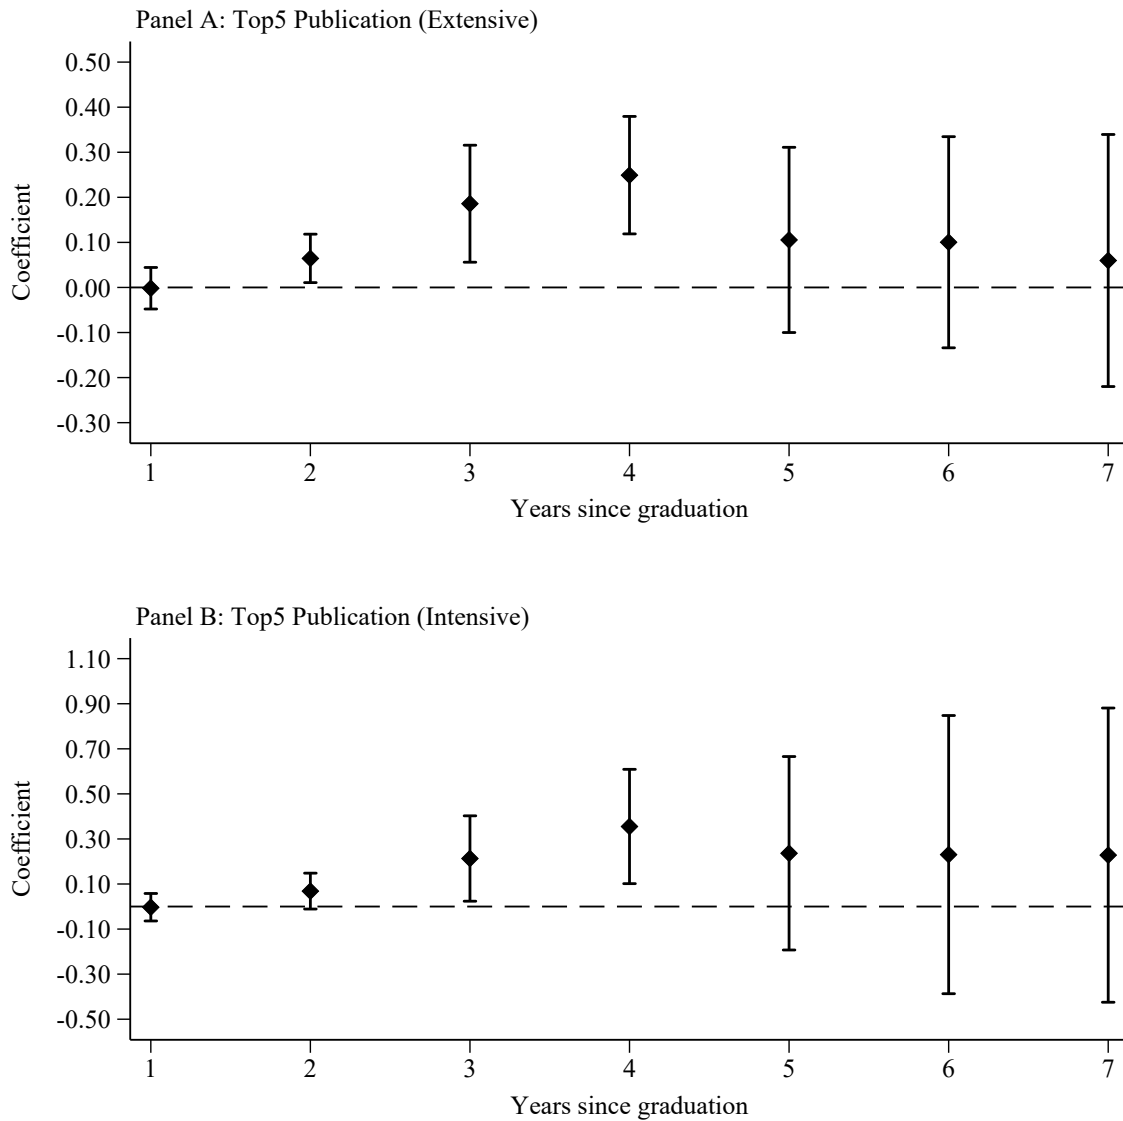 Panel A: Top5 Publication (Extensive)
Coefficient
0.50
0.40
0.30
0.20
0.10
0.00
-0.10
-0.20
-0.30
1 2 3 4 5 6 7
Years since graduation
Panel B: Top5 Publication (Intensive)
Coefficient
1.10
0.90
0.70
0.50
0.30
0.10
-0.10
-0.30
-0.50
1 2 3 4 5 6 7
Years since graduation